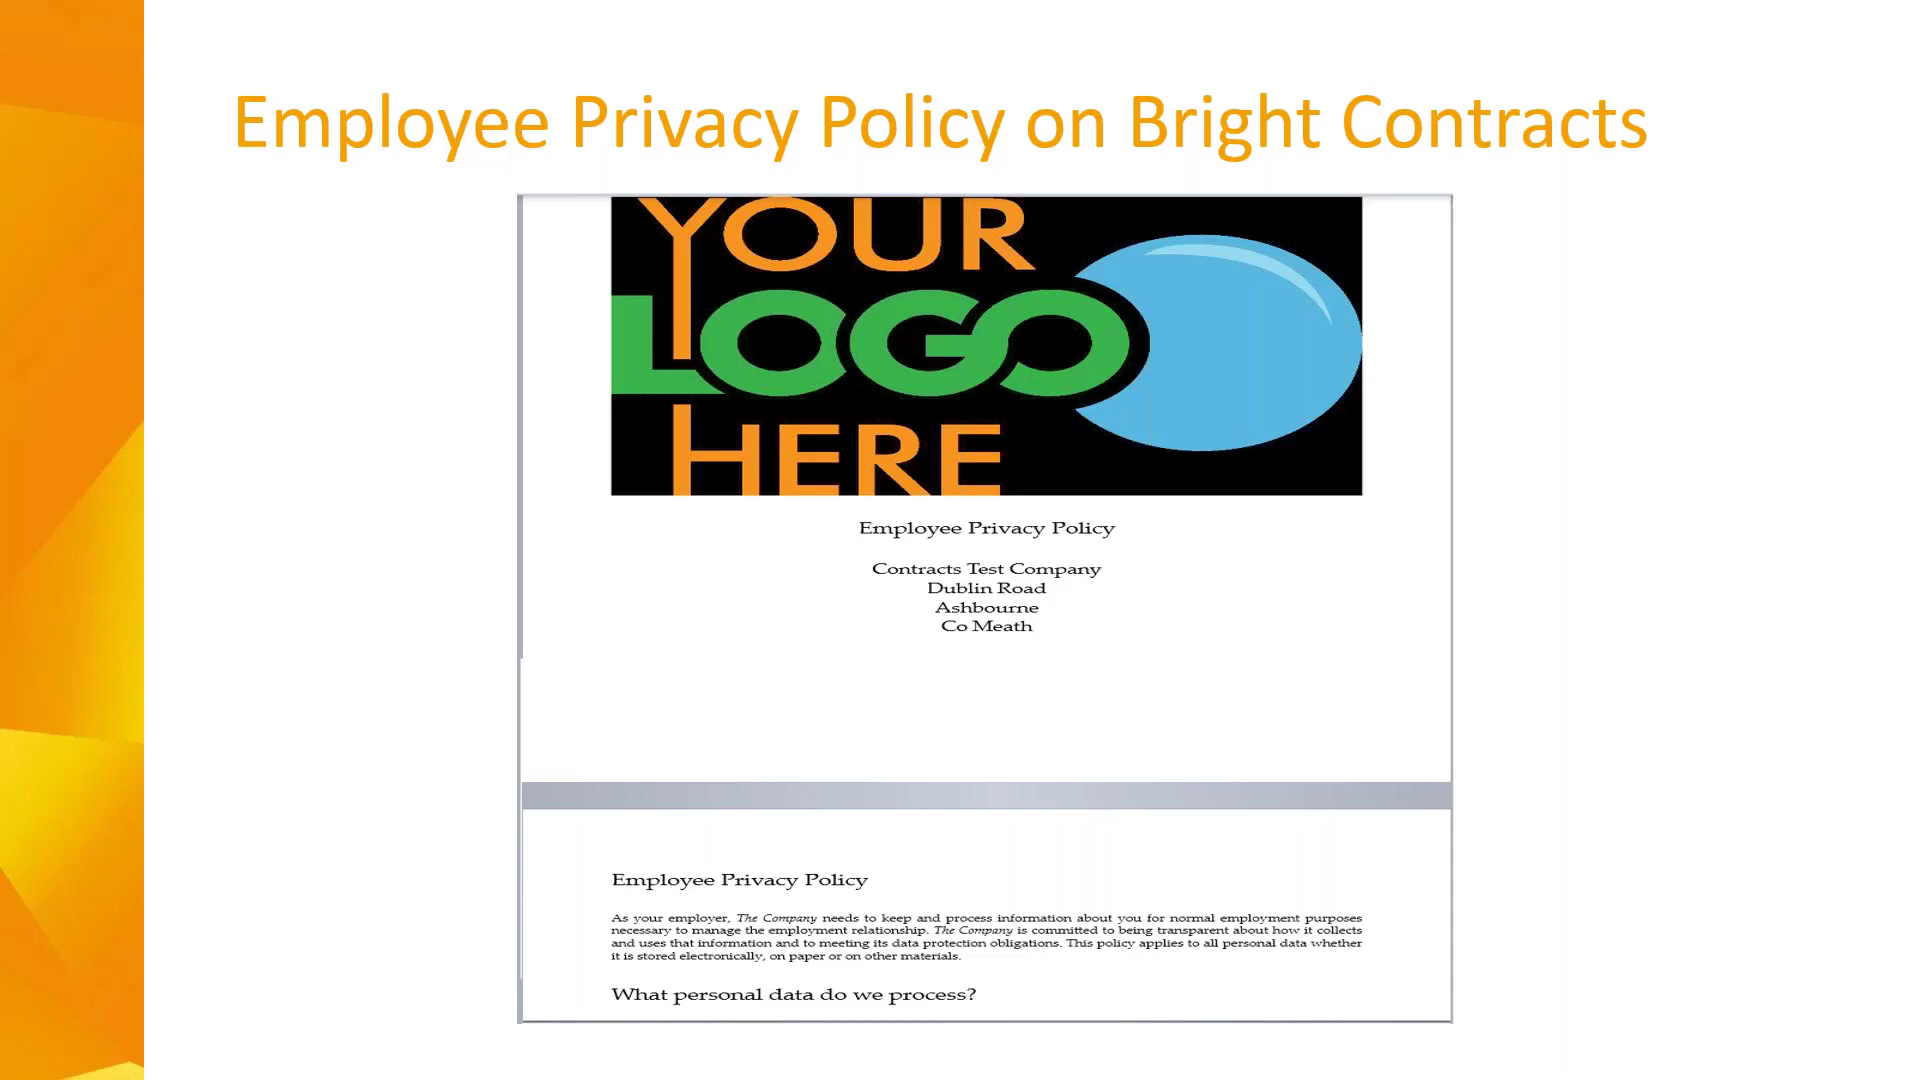 Employee Privacy Policy on Bright Contracts
YOUR
LOGO
HERE
Employee Privacy Policy
Contracts Test Company
Dublin Road
Ashbourne
Co Meath
Employee Privacy Policy
As your employer, The Company needs to keep and process information about you for normal employment purposes
necessary to manage the employment relationship. The Company is committed to being transparent about how it collects
and uses that information and to meeting its data protection obligations. This policy applies to all personal data whether
it is stored electronically, on paper or on other materials.
What personal data do we process?